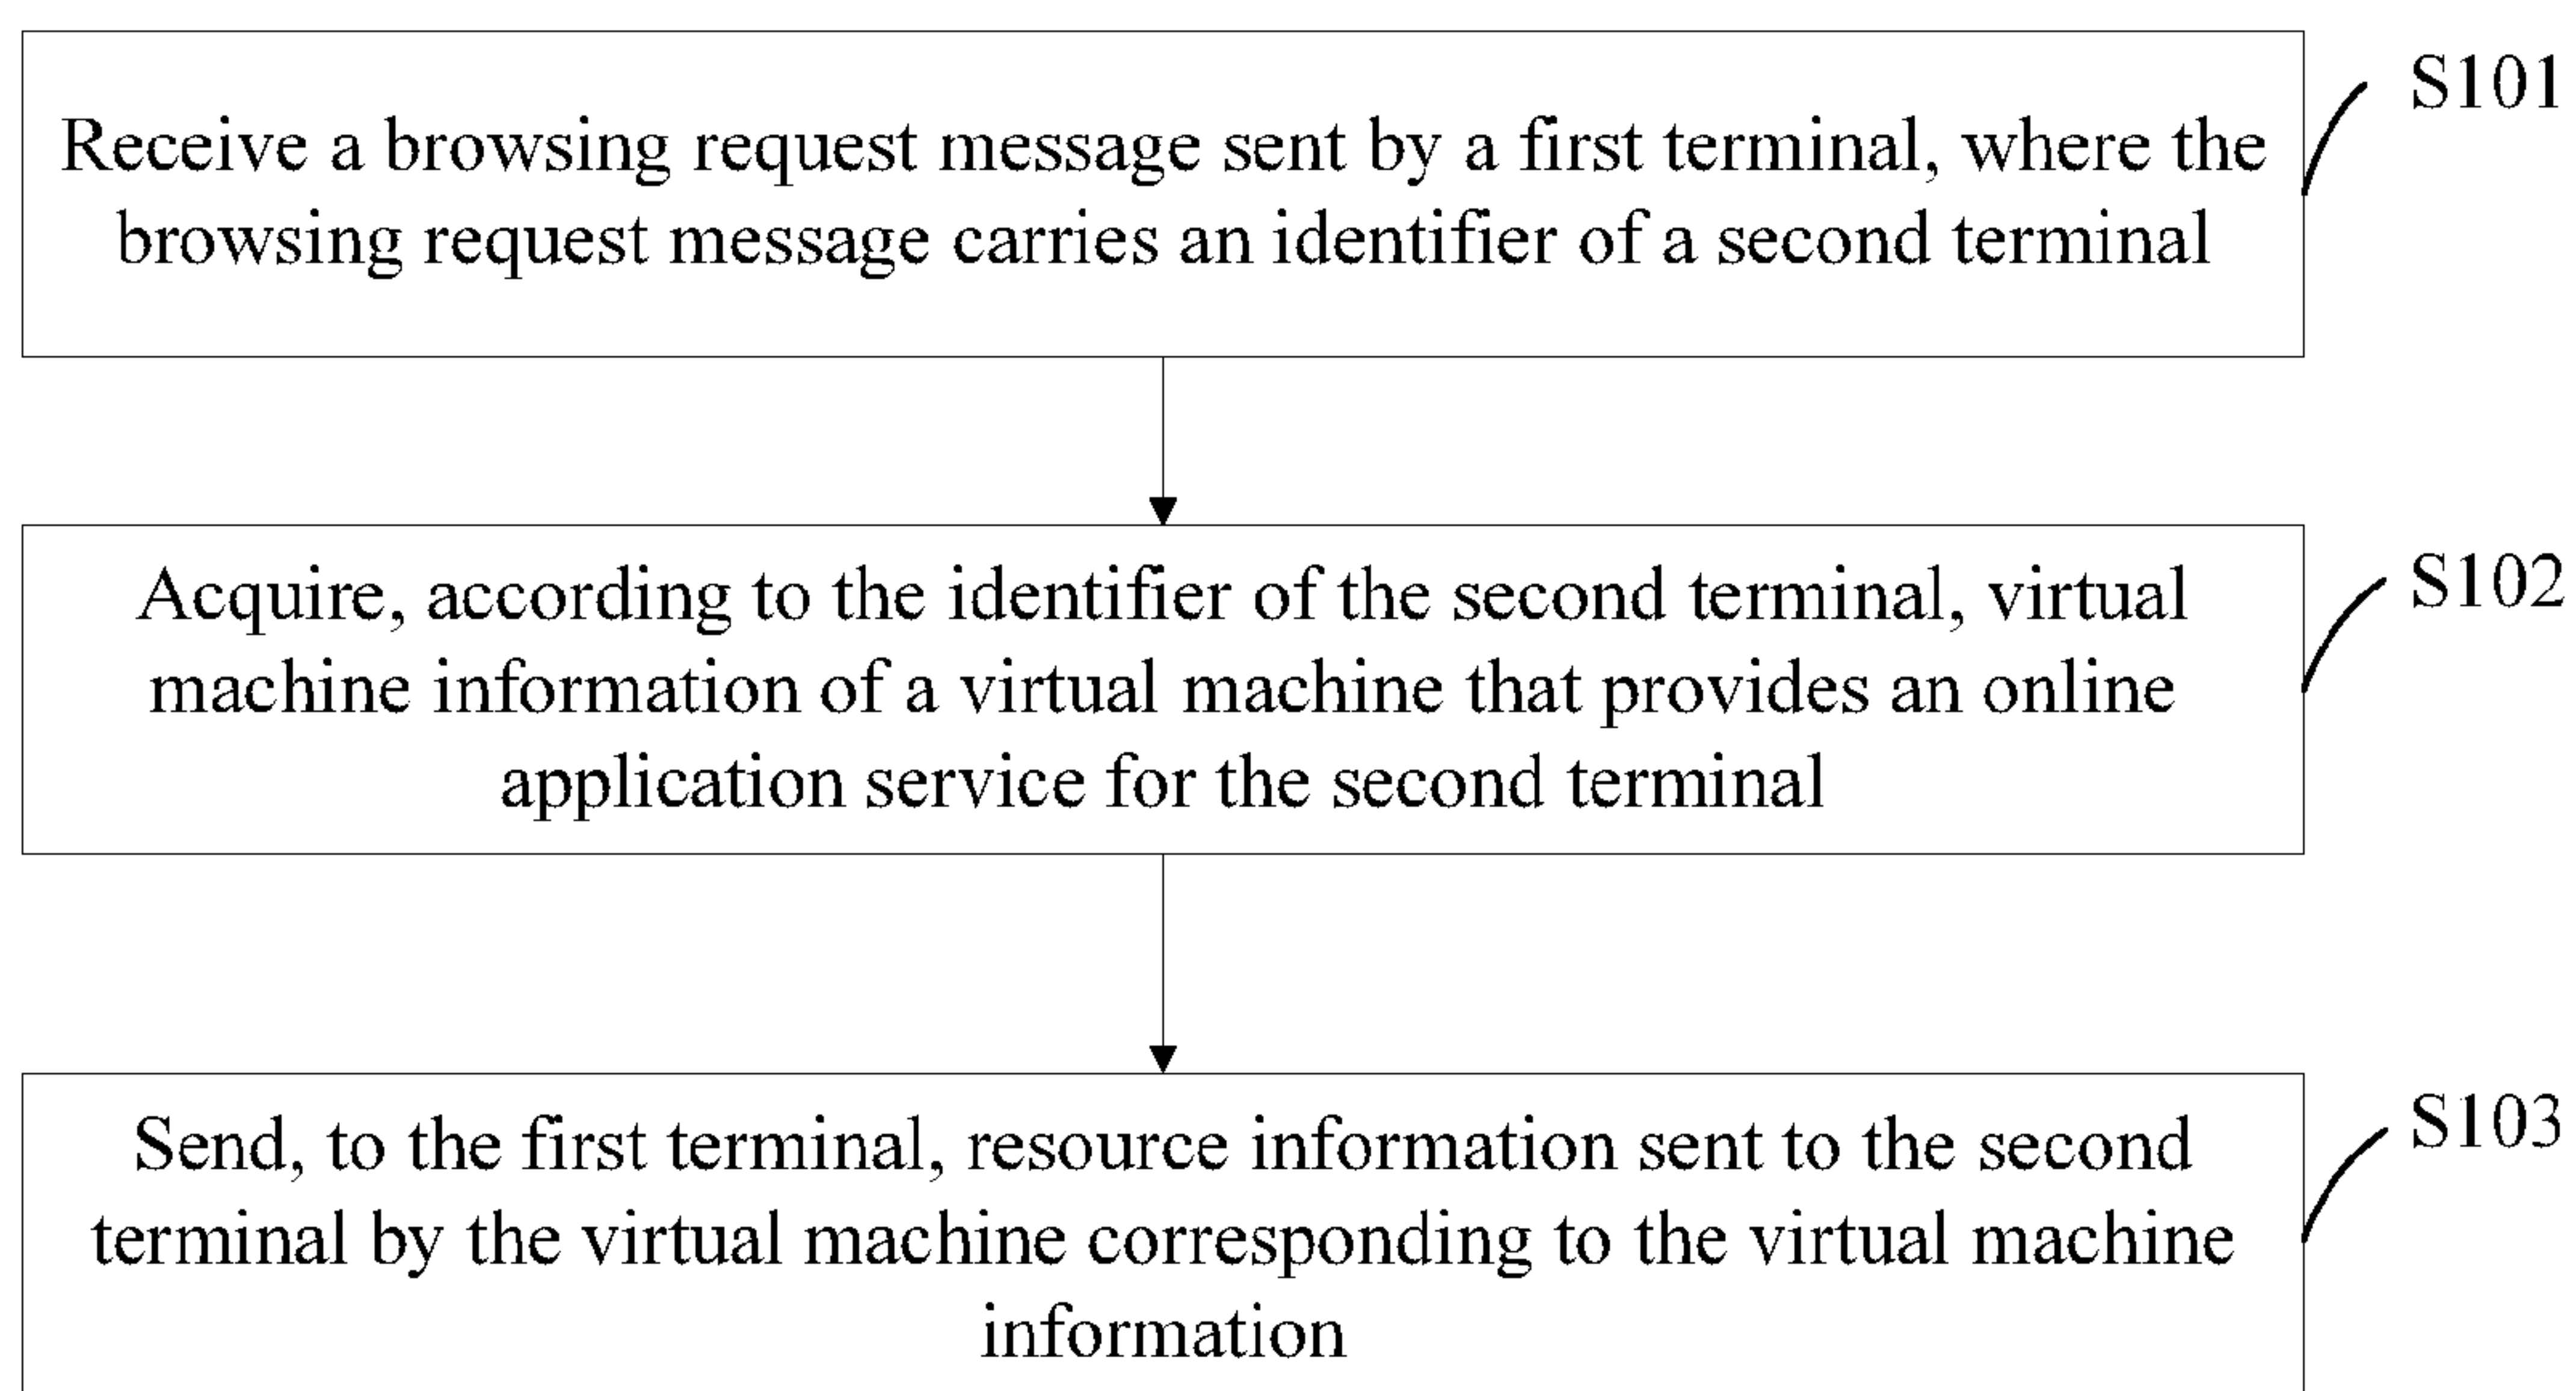 Receive a browsing request message sent by a first terminal, where the
browsing request message carries an identifier of a second terminal
S101
Acquire, according to the identifier of the second terminal, virtual
machine information of a virtual machine that provides an online
application service for the second terminal
S102
Send, to the first terminal, resource information sent to the second
terminal by the virtual machine corresponding to the virtual machine
information
S103